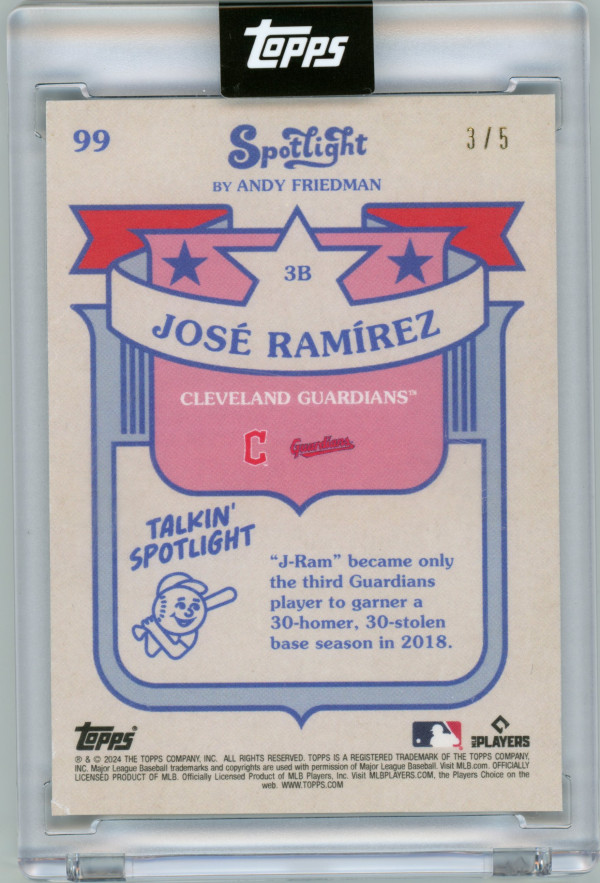 TOPPS
99
Spotlight
3/5
BY ANDY FRIEDMAN
3B
JOSÉ RAMÍREZ
CLEVELAND GUARDIANS™
C
Guardians
TALKIN'
SPOTLIGHT
"J-Ram" became only
the third Guardians
player to garner a
30-homer, 30-stolen
base season in 2018.
TOPPS
MLB PLAYERS
® & © 2024 THE TOPPS COMPANY, INC. ALL RIGHTS RESERVED. TOPPS IS A REGISTERED TRADEMARK OF THE TOPPS COMPANY,
INC. Major League Baseball trademarks and copyrights are used with permission of Major League Baseball. Visit MLB.com. OFFICIALLY
LICENSED PRODUCT OF MLB. Officially Licensed Product of MLB Players, Inc. Visit MLBPLAYERS.COM, the Players Choice on the
web. WWW.TOPPS.COM